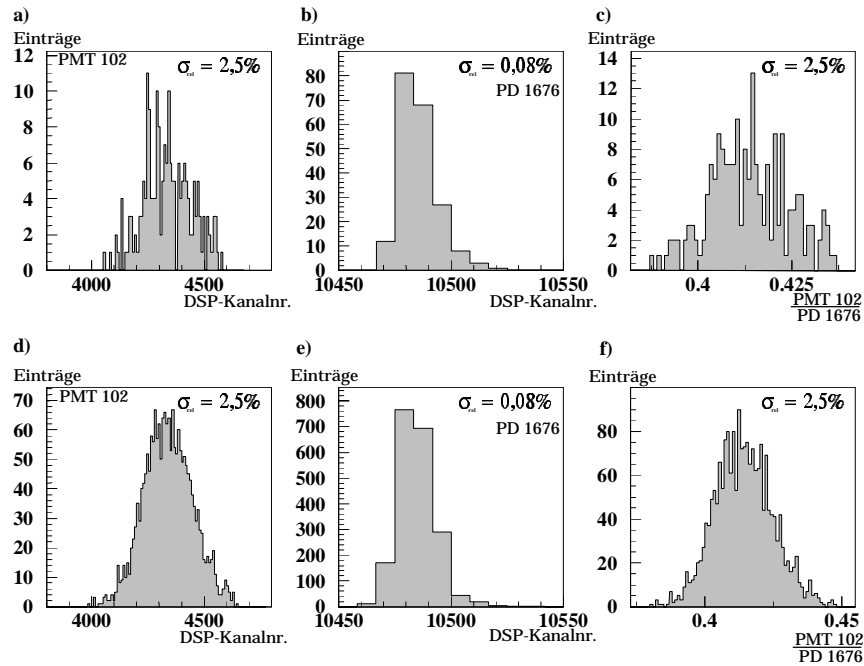 a)
Einträge
PMT 102
σrel = 2,5%
12
10
8
6
4
2
0
4000
4500
DSP-Kanalnr.
b)
Einträge
σrel = 0,08%
PD 1676
80
70
60
50
40
30
20
10
0
10450
10500
10550
DSP-Kanalnr.
c)
Einträge
σrel = 2,5%
14
12
10
8
6
4
2
0
0.4
0.425
PMT 102
PD 1676
d)
Einträge
PMT 102
σrel = 2,5%
70
60
50
40
30
20
10
0
4000
4500
DSP-Kanalnr.
e)
Einträge
σrel = 0,08%
PD 1676
800
700
600
500
400
300
200
100
0
10450
10500
10550
DSP-Kanalnr.
f)
Einträge
σrel = 2,5%
80
60
40
20
0
0.4
0.45
PMT 102
PD 1676